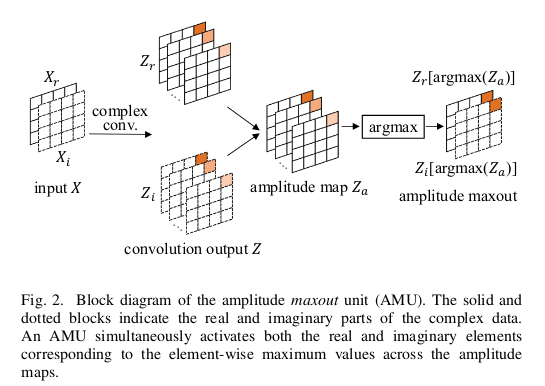 Z_r
Z_r[argmax(Z_a)]
X_r
complex
conv.
argmax
X_i
Z_i
amplitude map Z_a
Z_i[argmax(Z_a)]
input X
amplitude maxout
convolution output Z
Fig. 2. Block diagram of the amplitude maxout unit (AMU). The solid and
dotted blocks indicate the real and imaginary parts of the complex data.
An AMU simultaneously activates both the real and imaginary elements
corresponding to the element-wise maximum values across the amplitude
maps.